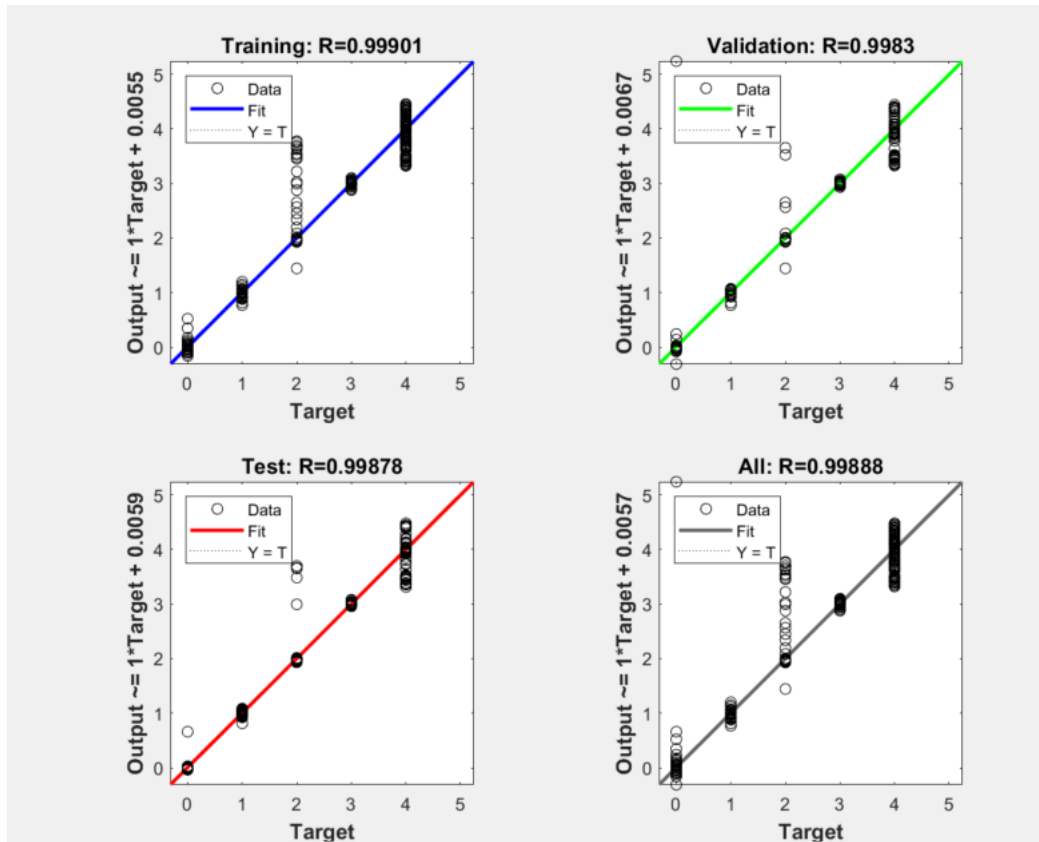 Training: R=0.99901
Output ~= 1*Target + 0.0055
5
4
3
2
1
0
Data
Fit
Y = T
0 1 2 3 4 5
Target
Validation: R=0.9983
Output ~= 1*Target + 0.0067
5
4
3
2
1
0
Data
Fit
Y = T
0 1 2 3 4 5
Target
Test: R=0.99878
Output ~= 1*Target + 0.0059
5
4
3
2
1
0
Data
Fit
Y = T
0 1 2 3 4 5
Target
All: R=0.99888
Output ~= 1*Target + 0.0057
5
4
3
2
1
0
Data
Fit
Y = T
0 1 2 3 4 5
Target